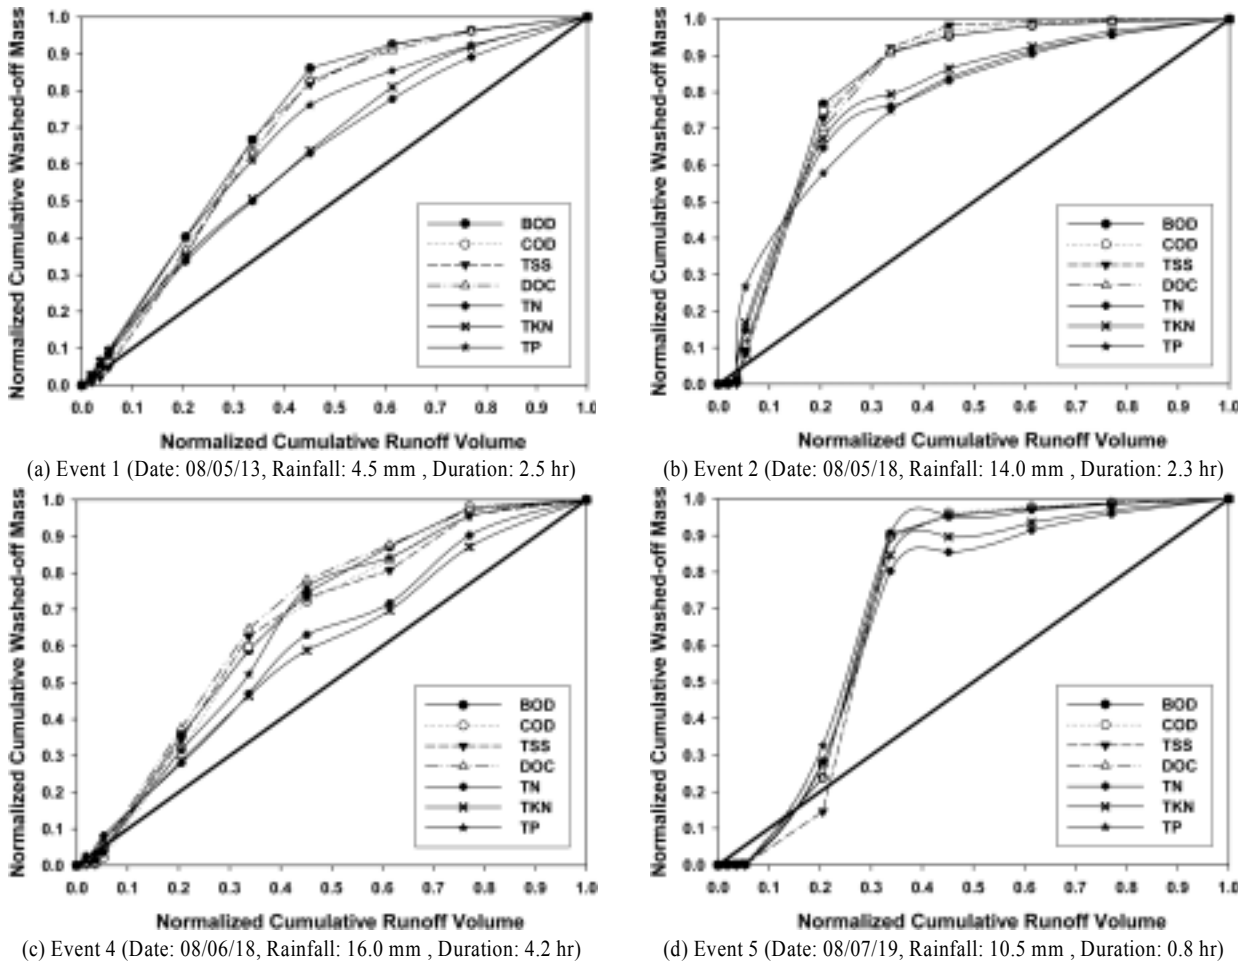 Normalized Cumulative Washed-off Mass
1.0
0.9
0.8
0.7
0.6
0.5
0.4
0.3
0.2
0.1
0.0
BOD
COD
TSS
DOC
TN
TKN
TP
0.0 0.1 0.2 0.3 0.4 0.5 0.6 0.7 0.8 0.9 1.0
Normalized Cumulative Runoff Volume
(a) Event 1 (Date: 08/05/13, Rainfall: 4.5 mm , Duration: 2.5 hr)
Normalized Cumulative Washed-off Mass
1.0
0.9
0.8
0.7
0.6
0.5
0.4
0.3
0.2
0.1
0.0
BOD
COD
TSS
DOC
TN
TKN
TP
0.0 0.1 0.2 0.3 0.4 0.5 0.6 0.7 0.8 0.9 1.0
Normalized Cumulative Runoff Volume
(b) Event 2 (Date: 08/05/18, Rainfall: 14.0 mm , Duration: 2.3 hr)
Normalized Cumulative Washed-off Mass
1.0
0.9
0.8
0.7
0.6
0.5
0.4
0.3
0.2
0.1
0.0
BOD
COD
TSS
DOC
TN
TKN
TP
0.0 0.1 0.2 0.3 0.4 0.5 0.6 0.7 0.8 0.9 1.0
Normalized Cumulative Runoff Volume
(c) Event 4 (Date: 08/06/18, Rainfall: 16.0 mm , Duration: 4.2 hr)
Normalized Cumulative Washed-off Mass
1.0
0.9
0.8
0.7
0.6
0.5
0.4
0.3
0.2
0.1
0.0
BOD
COD
TSS
DOC
TN
TKN
TP
0.0 0.1 0.2 0.3 0.4 0.5 0.6 0.7 0.8 0.9 1.0
Normalized Cumulative Runoff Volume
(d) Event 5 (Date: 08/07/19, Rainfall: 10.5 mm , Duration: 0.8 hr)